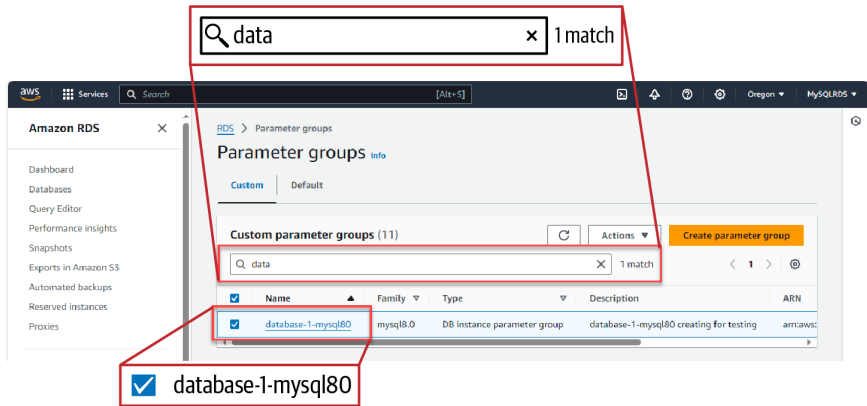 data × 1 match
aws Services Search [Alt+S] Oregon ▼ MySQLRDS ▼
Amazon RDS ×
Dashboard
Databases
Query Editor
Performance insights
Snapshots
Exports in Amazon S3
Automated backups
Reserved instances
Proxies
RDS > Parameter groups
Parameter groups Info
Custom Default
Custom parameter groups (11) Actions ▼ Create parameter group
data × 1 match < 1 >
Name ▲ Family ▽ Type ▽ Description ARN
database-1-mysql80 mysql8.0 DB instance parameter group database-1-mysql80 creating for testing arn:aws:
database-1-mysql80